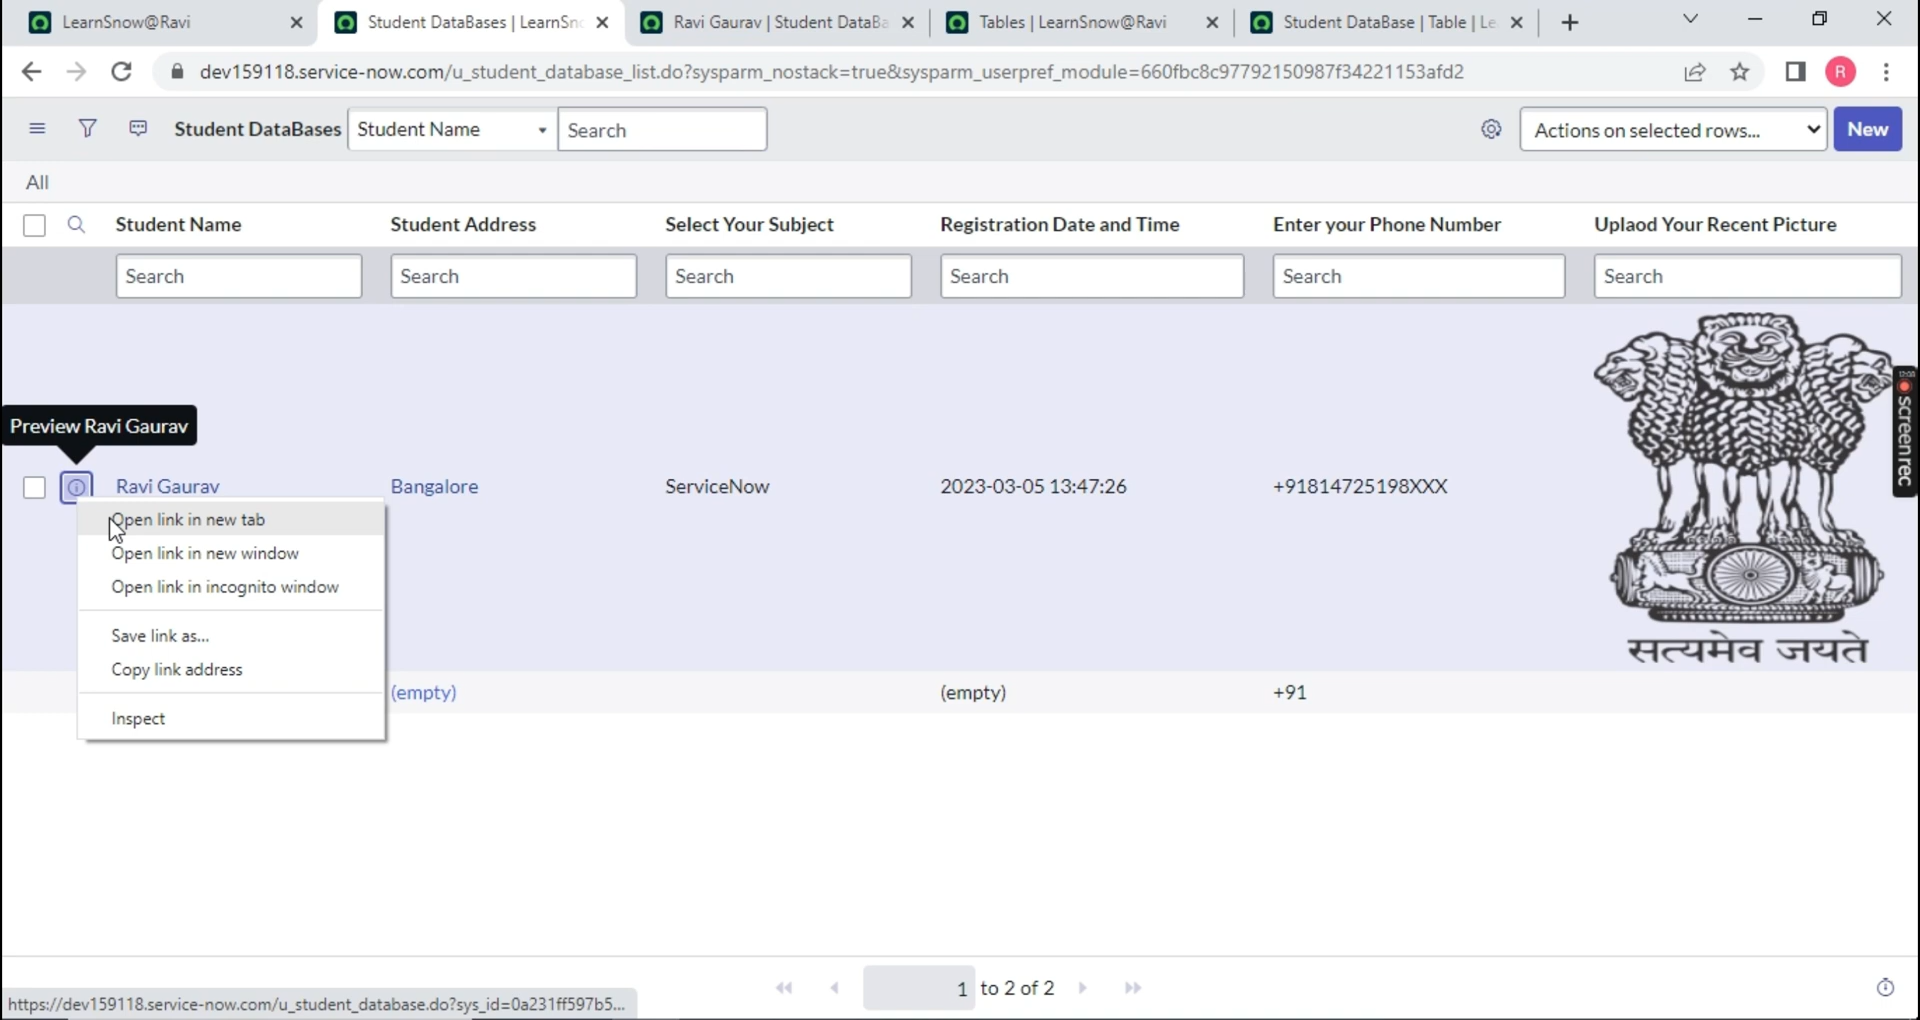 LearnSnow@Ravi
Student DataBases | LearnSn
Ravi Gaurav | Student DataBa
Tables | LearnSnow@Ravi
Student DataBase | Table | Le
dev159118.service-now.com/u_student_database_list.do?sysparm_nostack=true&sysparm_userpref_module=660fbc8c97792150987f34221153afd2
R
Student DataBases
Student Name
Search
Actions on selected rows...
New
All
Student Name
Student Address
Select Your Subject
Registration Date and Time
Enter your Phone Number
Uplaod Your Recent Picture
Search
Search
Search
Search
Search
Search
Preview Ravi Gaurav
Ravi Gaurav
Bangalore
ServiceNow
2023-03-05 13:47:26
+91814725198XXX
सत्यमेव जयते
screenrec
Open link in new tab
Open link in new window
Open link in incognito window
Save link as...
Copy link address
Inspect
(empty)
(empty)
+91
1 to 2 of 2
https://dev159118.service-now.com/u_student_database.do?sys_id=0a231ff597b5...